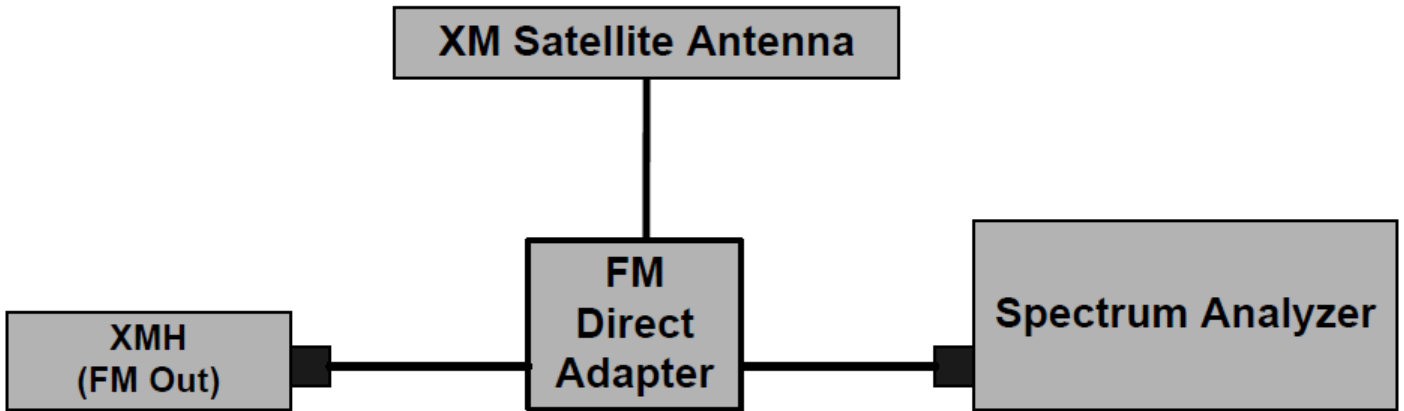 XM Satellite Antenna
FM
Direct
Adapter
Spectrum Analyzer
XMH
(FM Out)